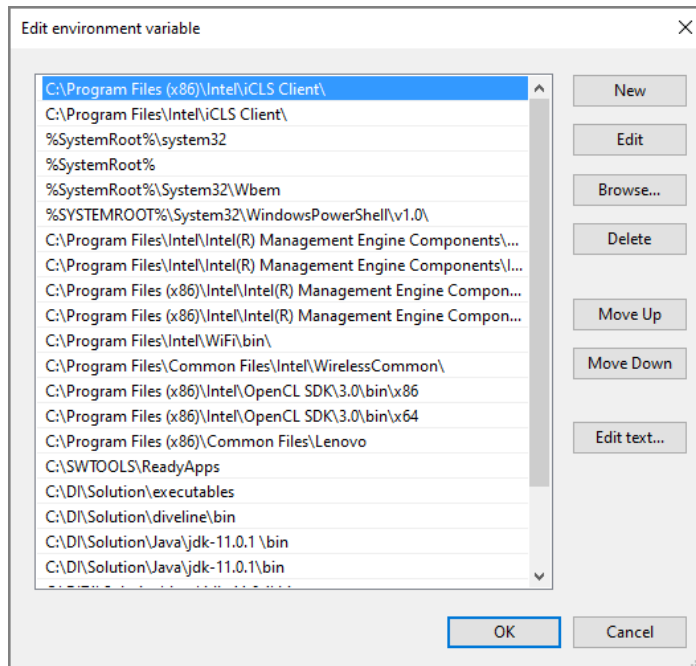 Edit environment variable
C:\Program Files (x86)\Intel\iCLS Client\
New
C:\Program Files\Intel\iCLS Client\
%SystemRoot%\system32
Edit
%SystemRoot%
%SystemRoot%\System32\Wbem
Browse...
%SYSTEMROOT%\System32\WindowsPowerShell\v1.0\
C:\Program Files\Intel\Intel(R) Management Engine Components\...
Delete
C:\Program Files\Intel\Intel(R) Management Engine Components\I...
C:\Program Files (x86)\Intel\Intel(R) Management Engine Compon...
C:\Program Files (x86)\Intel\Intel(R) Management Engine Compon...
Move Up
C:\Program Files\Intel\WiFi\bin\
C:\Program Files\Common Files\Intel\WirelessCommon\
Move Down
C:\Program Files (x86)\Intel\OpenCL SDK\3.0\bin\x86
C:\Program Files (x86)\Intel\OpenCL SDK\3.0\bin\x64
C:\Program Files (x86)\Common Files\Lenovo
Edit text...
C:\SWTOOLS\ReadyApps
C:\DI\Solution\executables
C:\DI\Solution\diveline\bin
C:\DI\Solution\Java\jdk-11.0.1 \bin
C:\DI\Solution\Java\jdk-11.0.1\bin
OK
Cancel